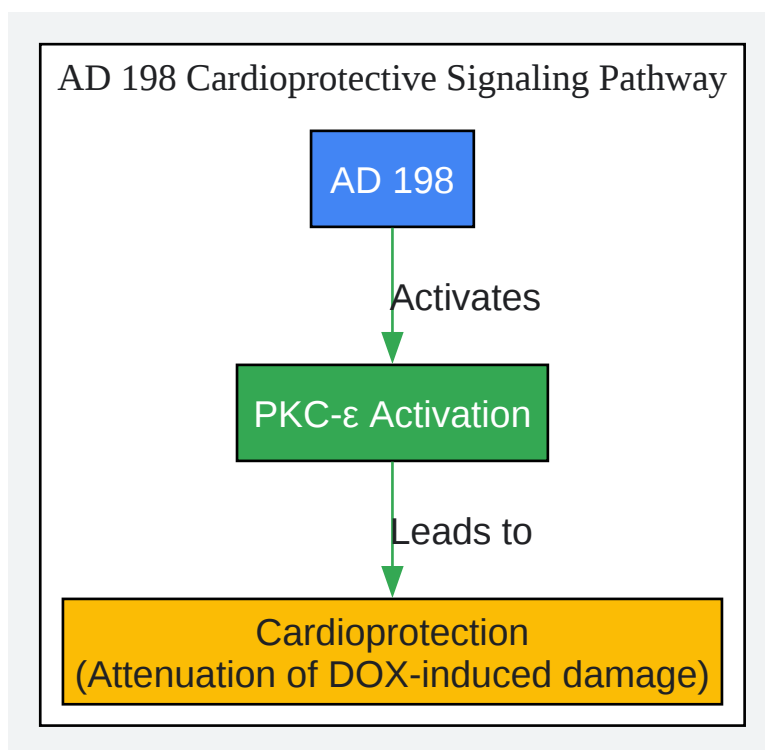 AD 198 Cardioprotective Signaling Pathway
AD 198
Activates
PKC-ε Activation
Leads to
Cardioprotection
(Attenuation of DOX-induced damage)